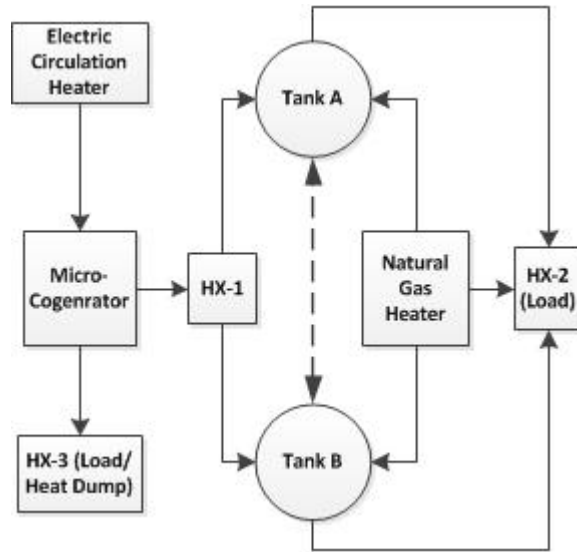 Electric
Circulation
Heater
Tank A
Micro-
Cogenrator
HX-1
Natural
Gas
Heater
HX-2
(Load)
HX-3 (Load/
Heat Dump)
Tank B